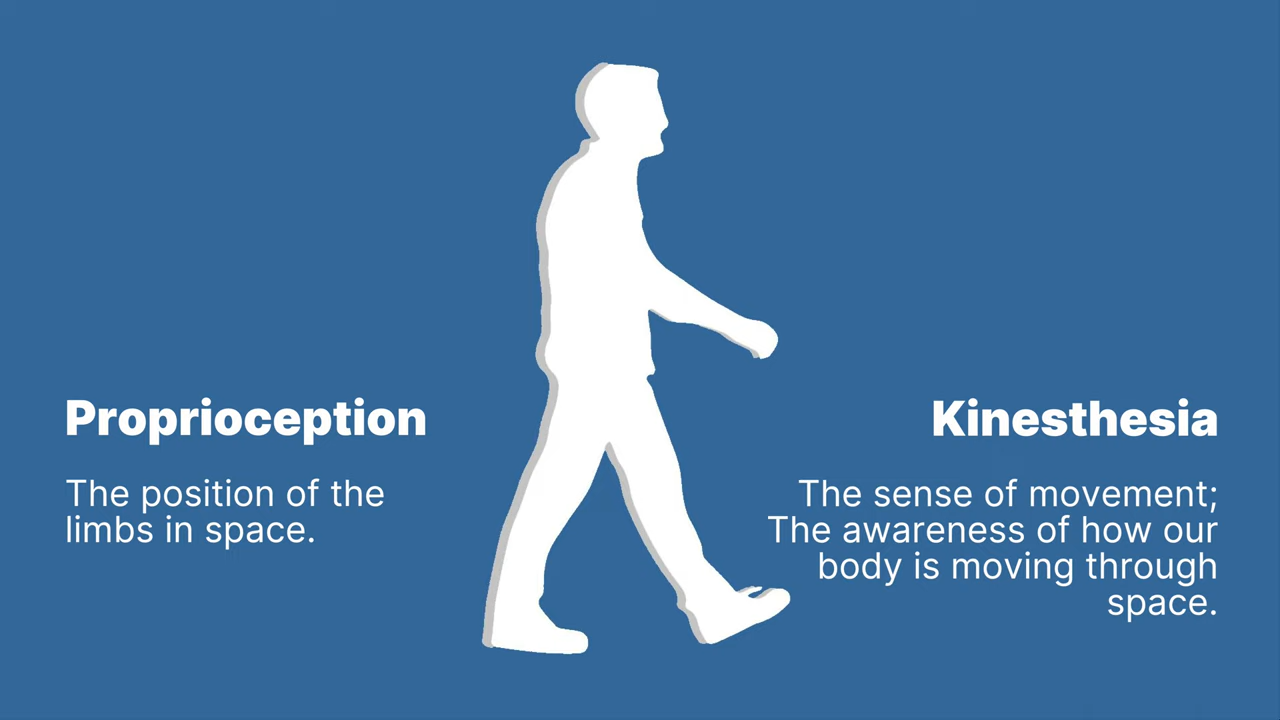 Proprioception
The position of the
limbs in space.
Kinesthesia
The sense of movement;
The awareness of how our
body is moving through
space.